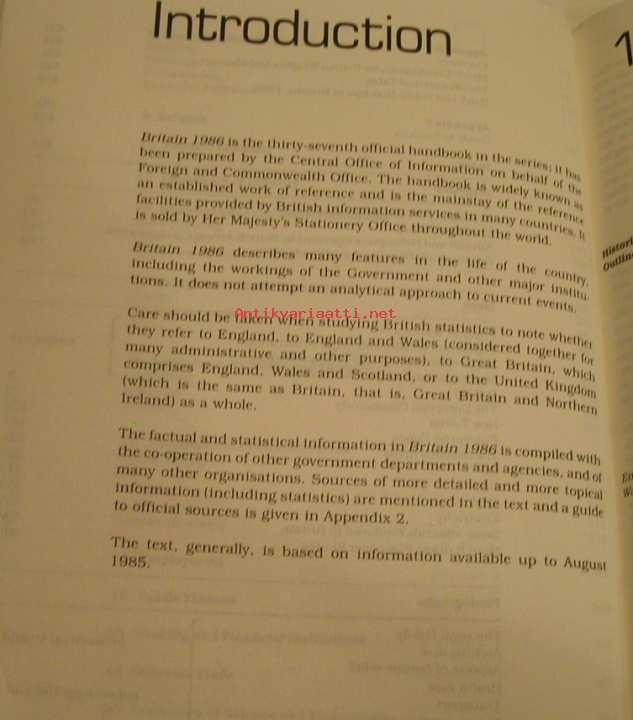 Introduction
Britain 1986 is the thirty-seventh official handbook in the series; it has
been prepared by the Central Office of Information on behalf of the
Foreign and Commonwealth Office. The handbook is widely known as
an established work of reference and is the mainstay of the reference
facilities provided by British information services in many countries. It
is sold by Her Majesty's Stationery Office throughout the world.
Britain 1986 describes many features in the life of the country,
including the workings of the Government and other major institu-
tions. It does not attempt an analytical approach to current events.
Antikvariaatti.net
Care should be taken when studying British statistics to note whether
they refer to England, to England and Wales (considered together for
many administrative and other purposes), to Great Britain, which
comprises England, Wales and Scotland, or to the United Kingdom
(which is the same as Britain, that is, Great Britain and Northern
Ireland) as a whole.
The factual and statistical information in Britain 1986 is compiled with
the co-operation of other government departments and agencies, and of
many other organisations. Sources of more detailed and more topical
information (including statistics) are mentioned in the text and a guide
to official sources is given in Appendix 2.
The text, generally, is based on information available up to August
1985.
1
Histori
Outlin